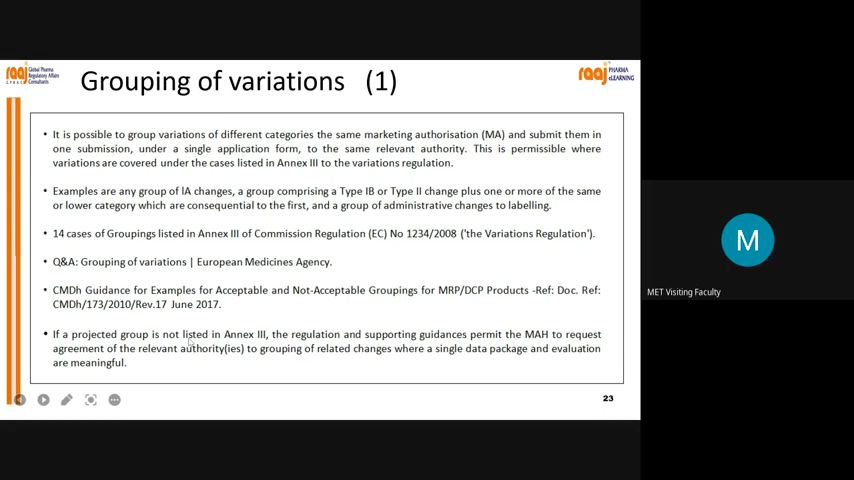 raaj
Global Pharma
Regulatory Affairs
Consultants
Grouping of variations (1)
raaj PHARMA
eLEARNING
• It is possible to group variations of different categories the same marketing authorisation (MA) and submit them in
one submission, under a single application form, to the same relevant authority. This is permissible where
variations are covered under the cases listed in Annex III to the variations regulation.
• Examples are any group of IA changes, a group comprising a Type IB or Type II change plus one or more of the same
or lower category which are consequential to the first, and a group of administrative changes to labelling.
• 14 cases of Groupings listed in Annex III of Commission Regulation (EC) No 1234/2008 ('the Variations Regulation').
• Q&A: Grouping of variations | European Medicines Agency.
• CMDh Guidance for Examples for Acceptable and Not-Acceptable Groupings for MRP/DCP Products -Ref: Doc. Ref:
CMDh/173/2010/Rev.17 June 2017.
• If a projected group is not listed in Annex III, the regulation and supporting guidances permit the MAH to request
agreement of the relevant authority(ies) to grouping of related changes where a single data package and evaluation
are meaningful.
23
M
MET Visiting Faculty